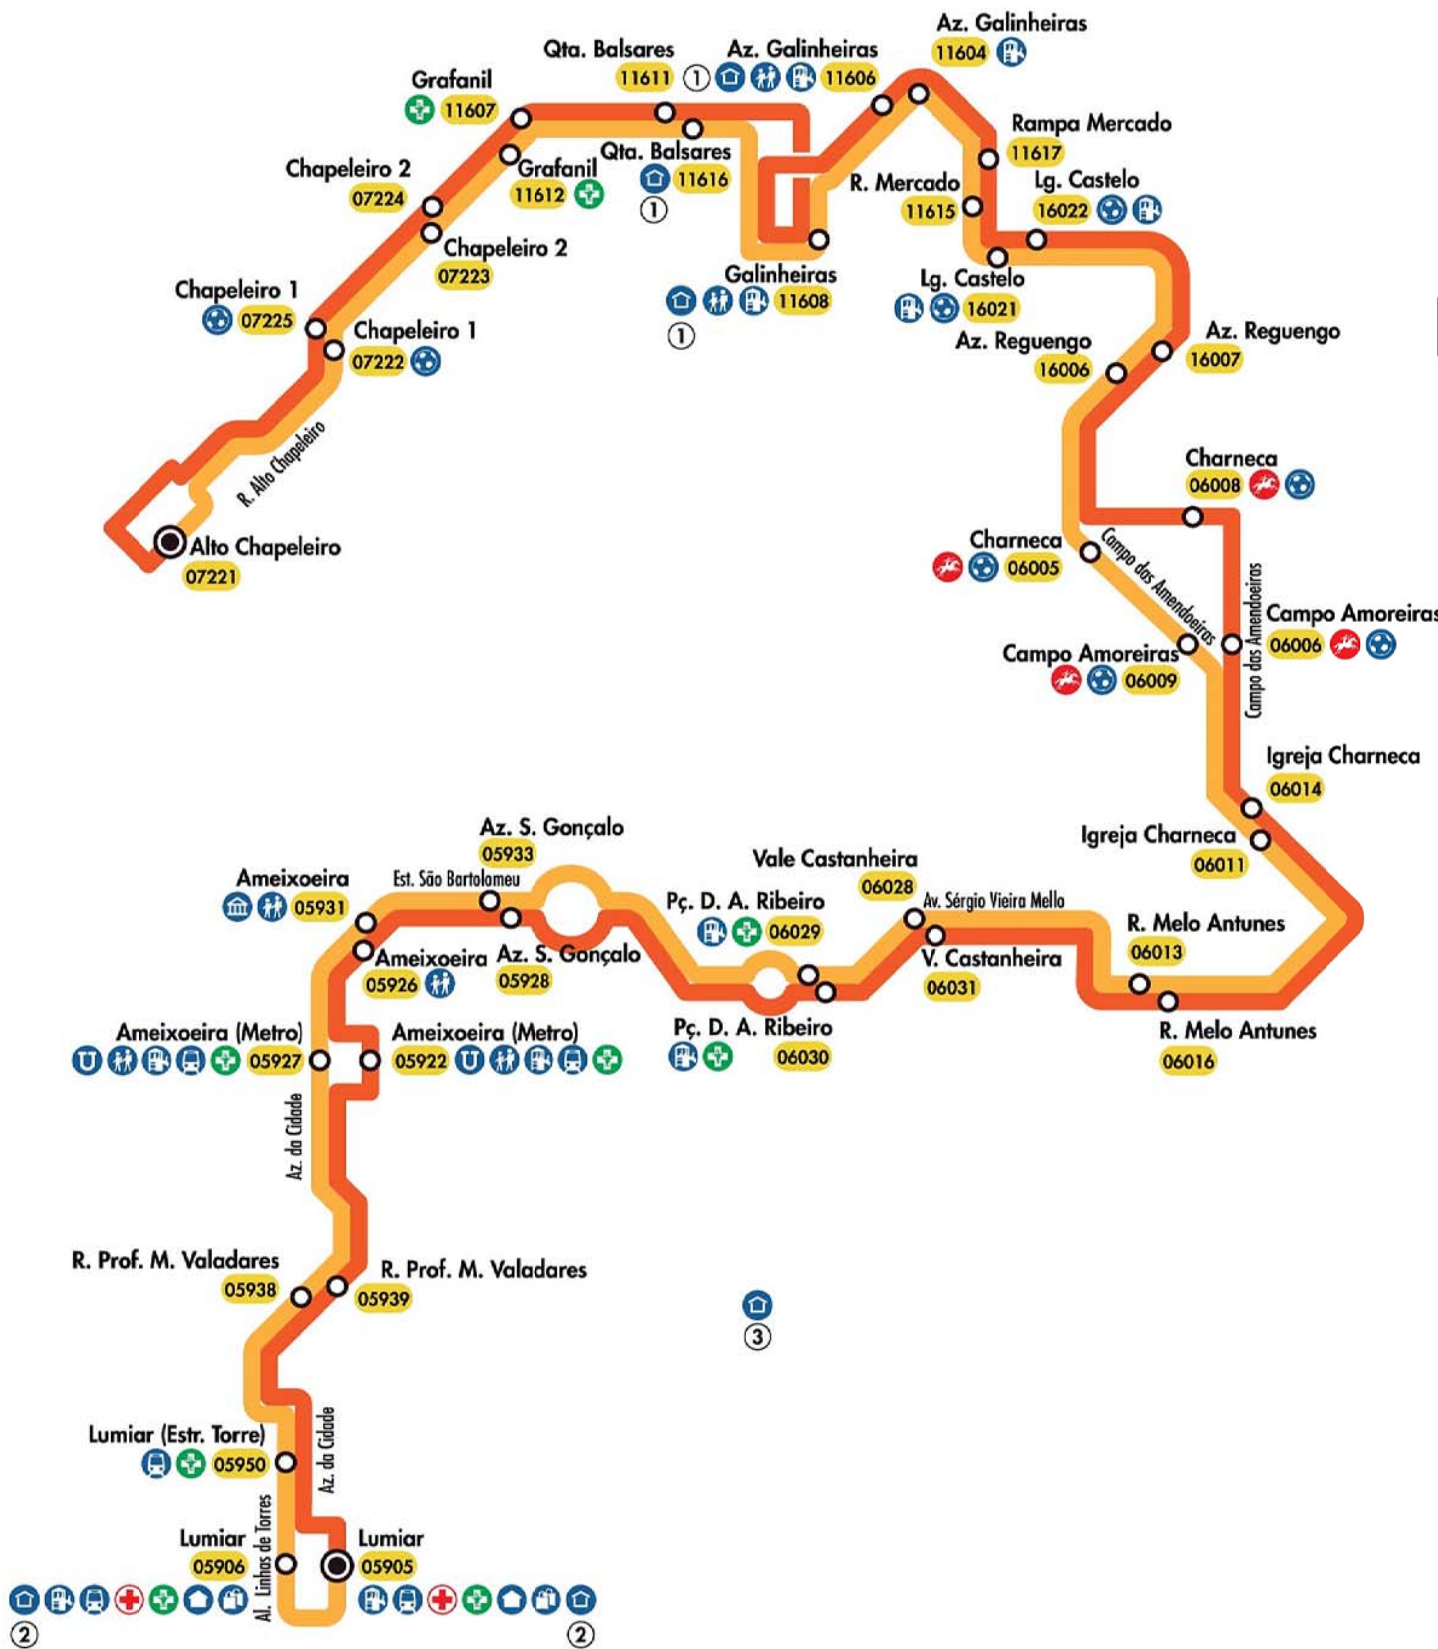 Az. Galinheiras
11604
Qta. Balsares
11611
1
Az. Galinheiras
11606
Grafanil
11607
Rampa Mercado
11617
Qta. Balsares
11616
1
Grafanil
11612
Chapeleiro 2
07224
R. Mercado
11615
Lg. Castelo
16022
Chapeleiro 2
07223
Galinheiras
11608
1
Lg. Castelo
16021
Chapeleiro 1
07225
Chapeleiro 1
07222
Az. Reguengo
16006
Az. Reguengo
16007
R. Alto Chapeleiro
Alto Chapeleiro
07221
Charneca
06008
Charneca
06005
Campo das Amendoeiras
Campo das Amendoeiras
Campo Amoreiras
06006
Campo Amoreiras
06009
Igreja Charneca
06014
Igreja Charneca
06011
Az. S. Gonçalo
05933
Est. São Bartolomeu
Ameixoeira
05931
Vale Castanheira
06028
Av. Sérgio Vieira Mello
Pç. D. A. Ribeiro
06029
R. Melo Antunes
06013
Ameixoeira
05926
Az. S. Gonçalo
05928
V. Castanheira
06031
Ameixoeira (Metro)
05927
Ameixoeira (Metro)
05922
Pç. D. A. Ribeiro
06030
R. Melo Antunes
06016
Az. da Cidade
R. Prof. M. Valadares
05938
R. Prof. M. Valadares
05939
3
Lumiar (Estr. Torre)
05950
Az. da Cidade
Al. Linhas de Torres
Lumiar
05906
Lumiar
05905
2
2